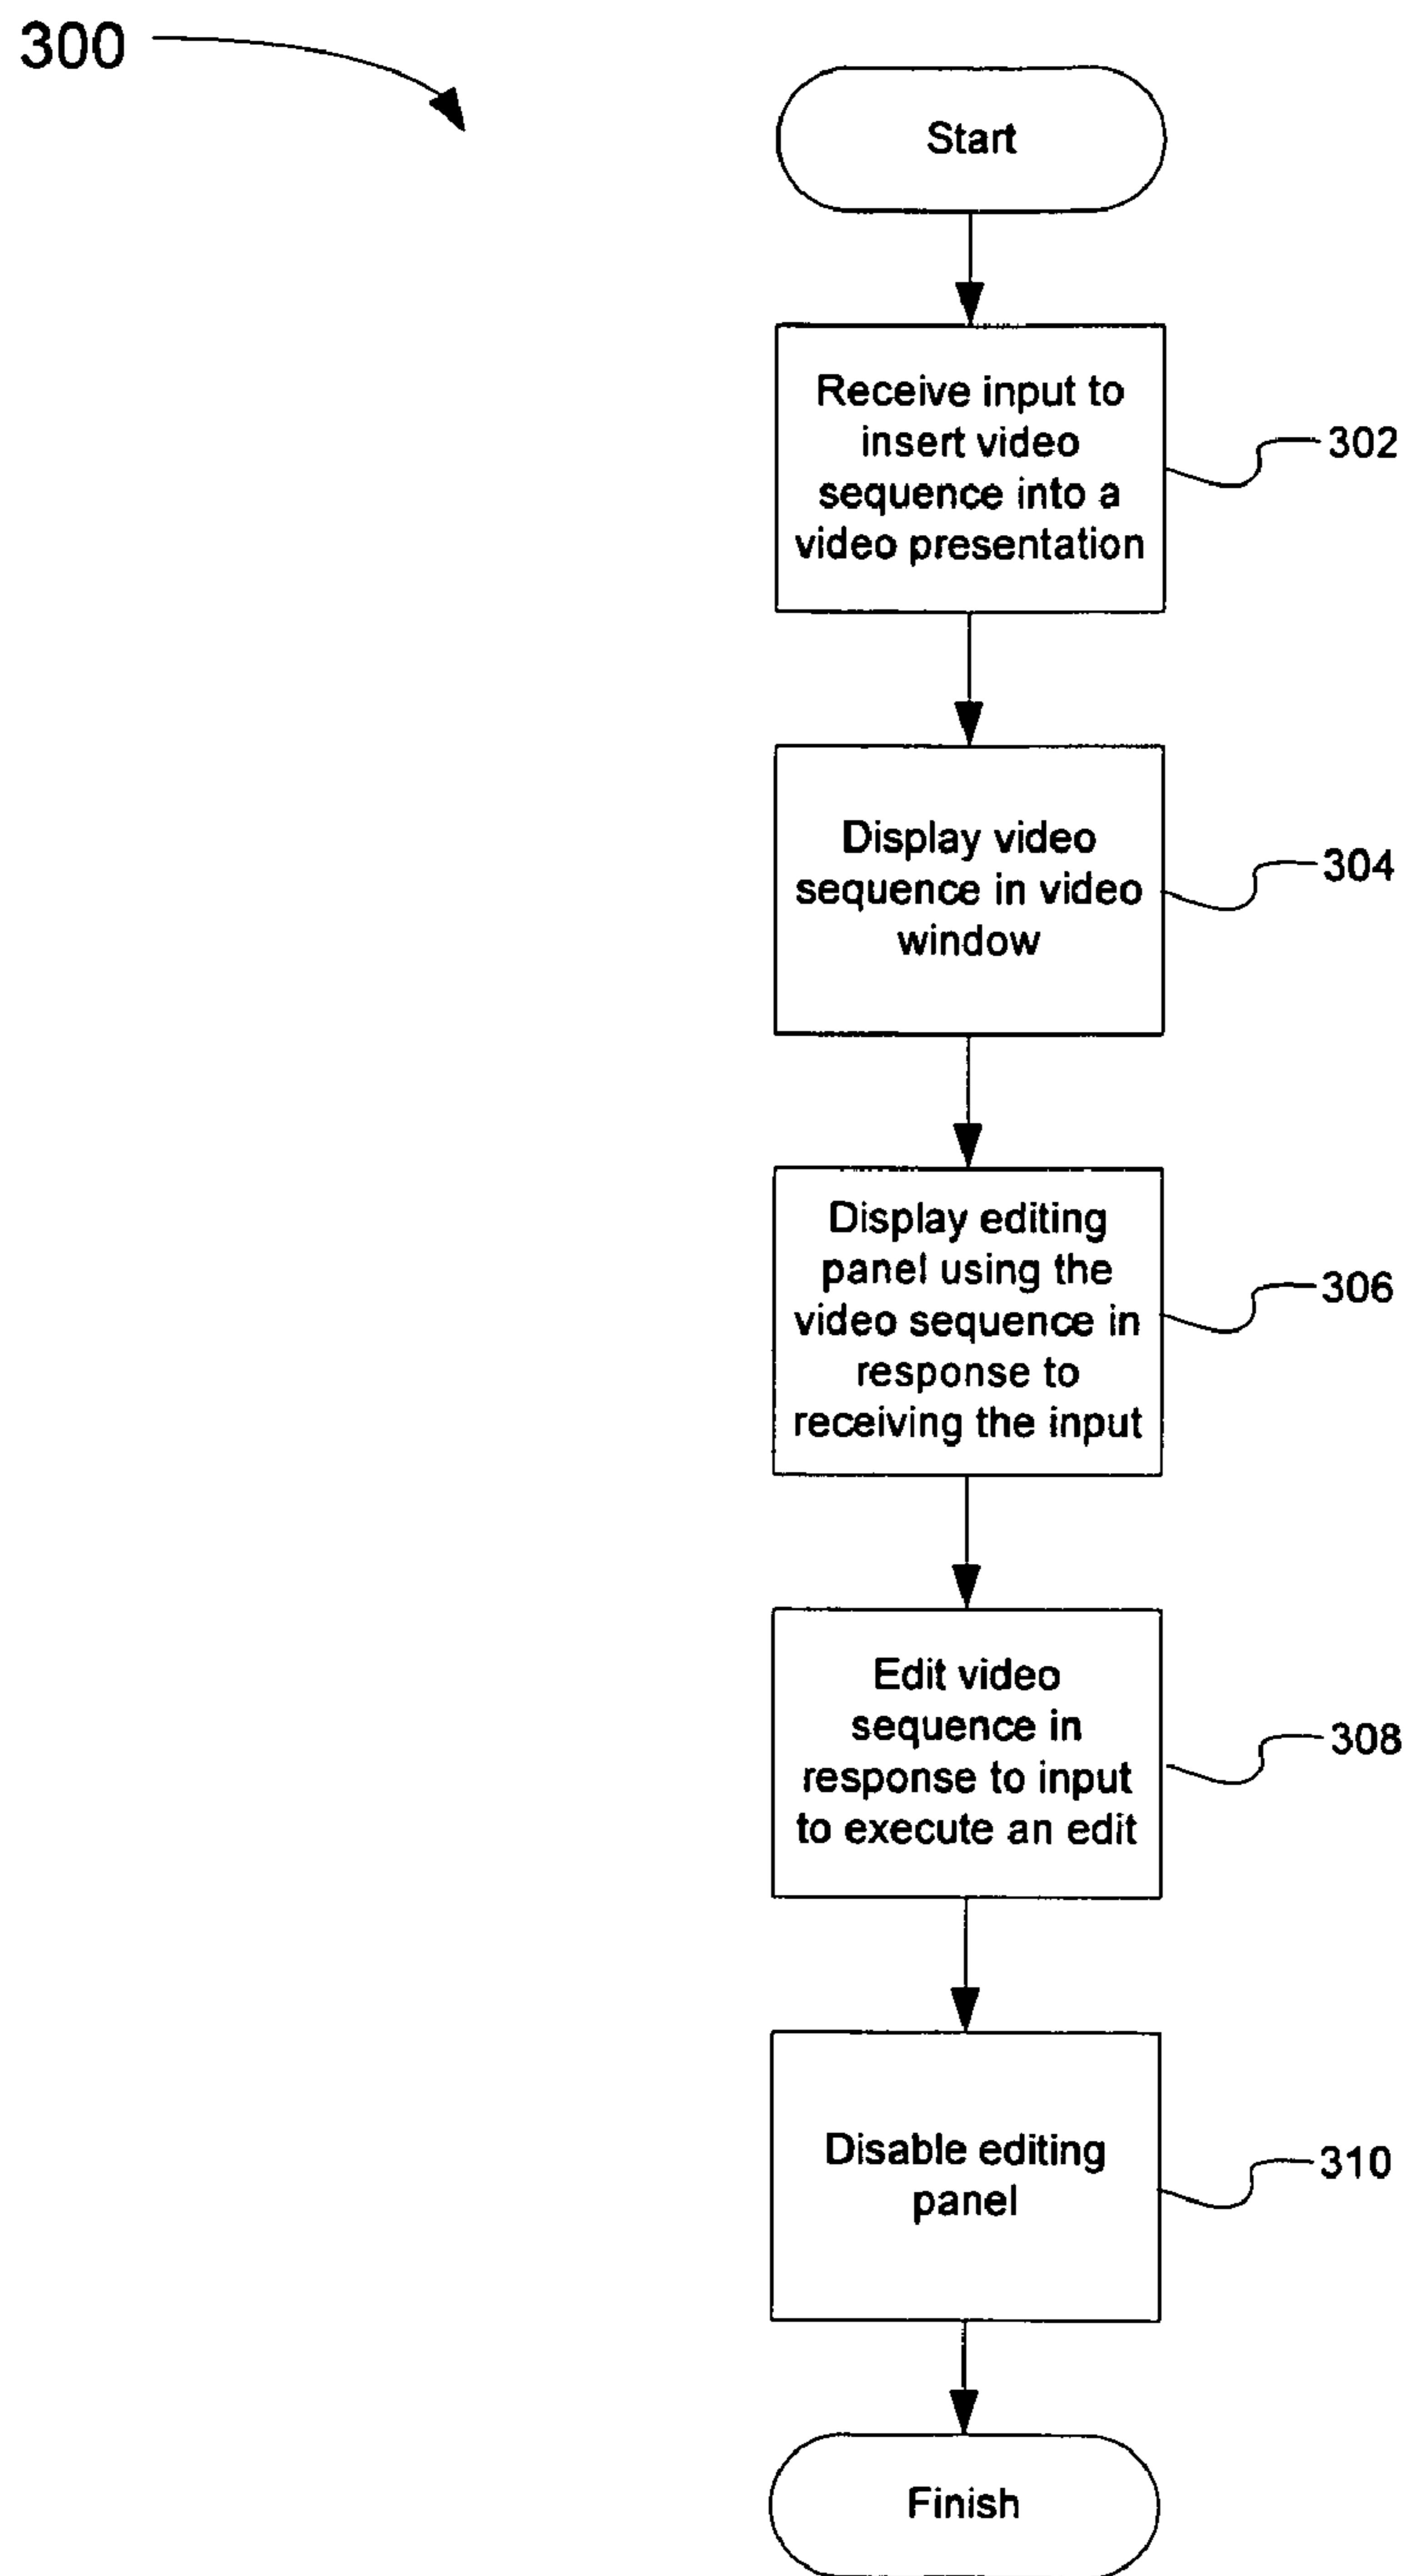 300
Start
Receive input to
insert video
sequence into a
video presentation
302
Display video
sequence in video
window
304
Display editing
panel using the
video sequence in
response to
receiving the input
306
Edit video
sequence in
response to input
to execute an edit
308
Disable editing
panel
310
Finish